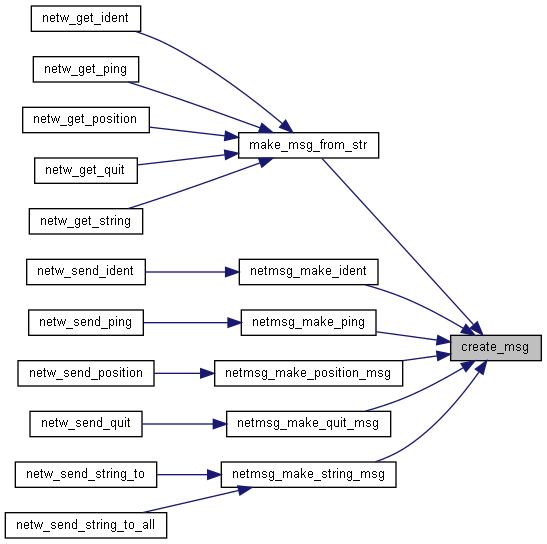 netw_get_ident
netw_get_ping
netw_get_position
make_msg_from_str
netw_get_quit
netw_get_string
netw_send_ident
netmsg_make_ident
netw_send_ping
netmsg_make_ping
create_msg
netw_send_position
netmsg_make_position_msg
netw_send_quit
netmsg_make_quit_msg
netw_send_string_to
netmsg_make_string_msg
netw_send_string_to_all